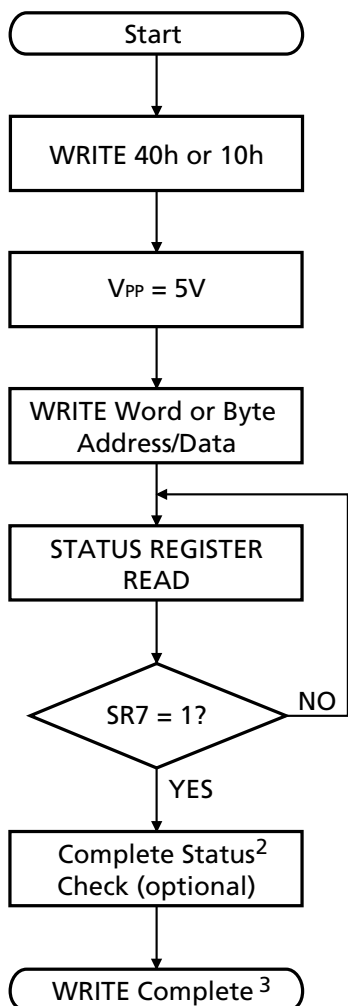 Start
WRITE 40h or 10h
VPP = 5V
WRITE Word or Byte
Address/Data
STATUS REGISTER
READ
SR7 = 1?
NO
YES
Complete Status2
Check (optional)
WRITE Complete 3